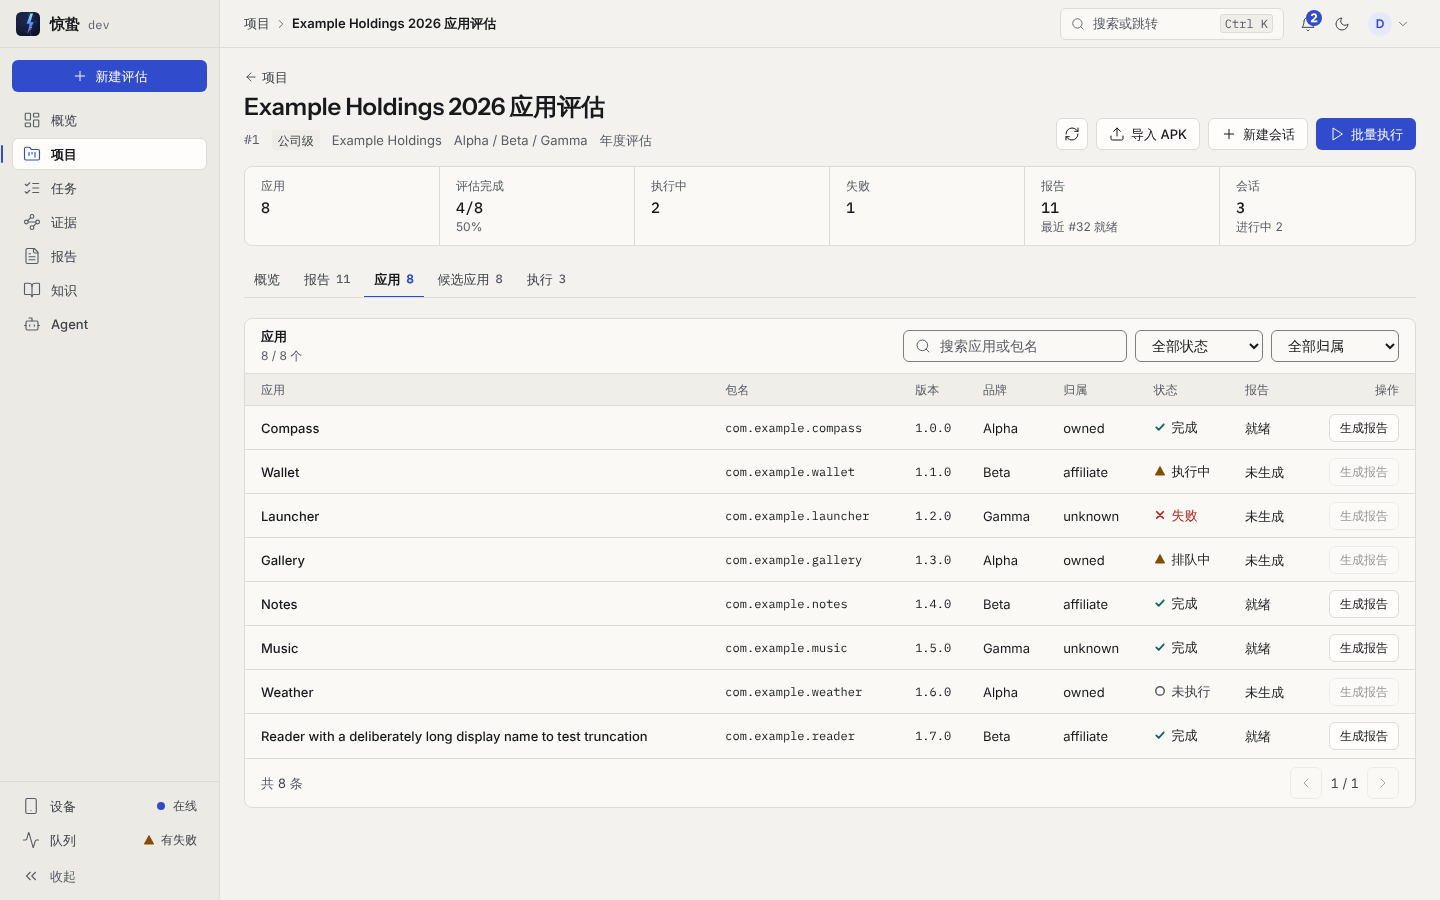 惊蛰 dev
项目 Example Holdings 2026 应用评估
搜索或跳转 Ctrl K
2
D
新建评估
概览
项目
任务
证据
报告
知识
Agent
设备 在线
队列 有失败
收起
项目
Example Holdings 2026 应用评估
#1 公司级 Example Holdings Alpha / Beta / Gamma 年度评估
导入 APK 新建会话 批量执行
应用 评估完成 执行中 失败 报告 会话
8 4/8 2 1 11 3
50% 最近 #32 就绪 进行中 2
概览 报告 11 应用 8 候选应用 8 执行 3
应用
8 / 8 个
搜索应用或包名 全部状态 全部归属
应用 包名 版本 品牌 归属 状态 报告 操作
Compass com.example.compass 1.0.0 Alpha owned 完成 就绪 生成报告
Wallet com.example.wallet 1.1.0 Beta affiliate 执行中 未生成 生成报告
Launcher com.example.launcher 1.2.0 Gamma unknown 失败 未生成 生成报告
Gallery com.example.gallery 1.3.0 Alpha owned 排队中 未生成 生成报告
Notes com.example.notes 1.4.0 Beta affiliate 完成 就绪 生成报告
Music com.example.music 1.5.0 Gamma unknown 完成 就绪 生成报告
Weather com.example.weather 1.6.0 Alpha owned 未执行 未生成 生成报告
Reader with a deliberately long display name to test truncation com.example.reader 1.7.0 Beta affiliate 完成 就绪 生成报告
共 8 条 1 / 1